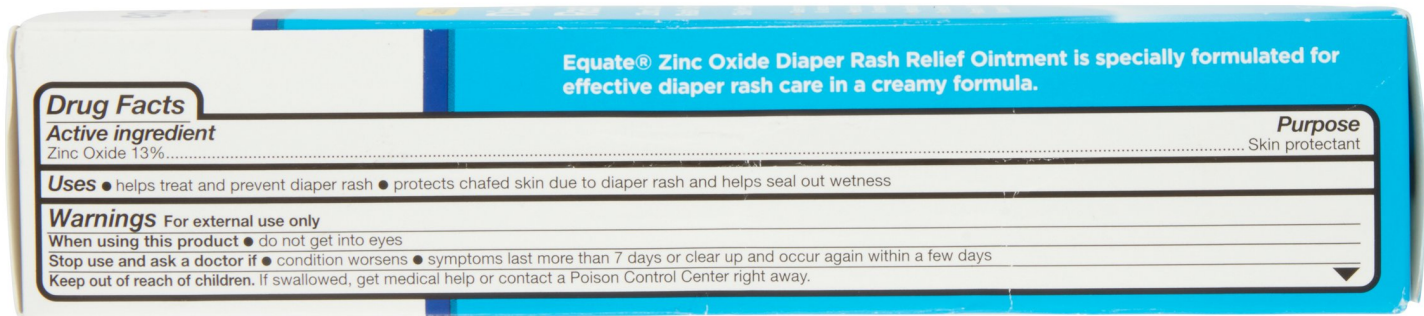 Equate® Zinc Oxide Diaper Rash Relief Ointment is specially formulated for
effective diaper rash care in a creamy formula.
Drug Facts
Active ingredient Purpose
Zinc Oxide 13%........................................................................................................................ Skin protectant
Uses ● helps treat and prevent diaper rash ● protects chafed skin due to diaper rash and helps seal out wetness
Warnings For external use only
When using this product ● do not get into eyes
Stop use and ask a doctor if ● condition worsens ● symptoms last more than 7 days or clear up and occur again within a few days
Keep out of reach of children. If swallowed, get medical help or contact a Poison Control Center right away.